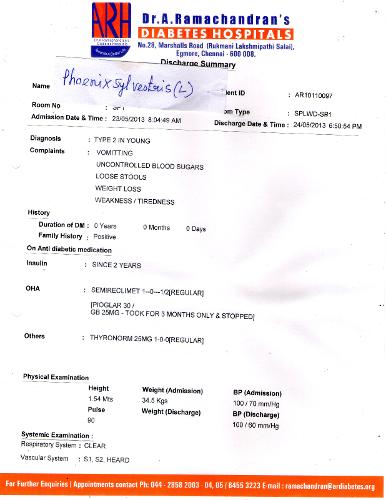 ARH
Dr.A.Ramachandran's
DIABETES HOSPITALS
No.28, Marshalls Road (Rukmani Lakshmipathi Salai),
Egmore, Chennai - 600 008.
Discharge Summary
Name Phoenix sylvestris (L) ent ID : AR10110097
Room No : SP1 om Type : SPLWD-SB1
Admission Date & Time : 23/05/2013 8:04:49 AM Discharge Date & Time : 24/05/2013 6:50:54 PM
Diagnosis : TYPE 2 IN YOUNG
Complaints : VOMITTING
UNCONTROLLED BLOOD SUGARS
LOOSE STOOLS
WEIGHT LOSS
WEAKNESS / TIREDNESS
History
Duration of DM : 0 Years 0 Months 0 Days
Family History : Positive
On Anti diabetic medication
Insulin : SINCE 2 YEARS
OHA : SEMIRECLIMET 1--0---1/2[REGULAR]
[PIOGLAR 30 /
GB 25MG - TOOK FOR 3 MONTHS ONLY & STOPPED]
Others : THYRONORM 25MG 1-0-0[REGULAR]
Physical Examination
Height Weight (Admission) BP (Admission)
1.54 Mts 34.5 Kgs 100 / 70 mm/Hg
Pulse Weight (Discharge) BP (Discharge)
90 100 / 60 mm/Hg
Systemic Examination :
Respiratory System : CLEAR
Vascular System : S1, S2, HEARD
For Further Enquiries | Appointments contact Ph: 044 - 2858 2003 - 04, 05 / 6455 3223 E-mail : ramachandran@ardiabetes.org